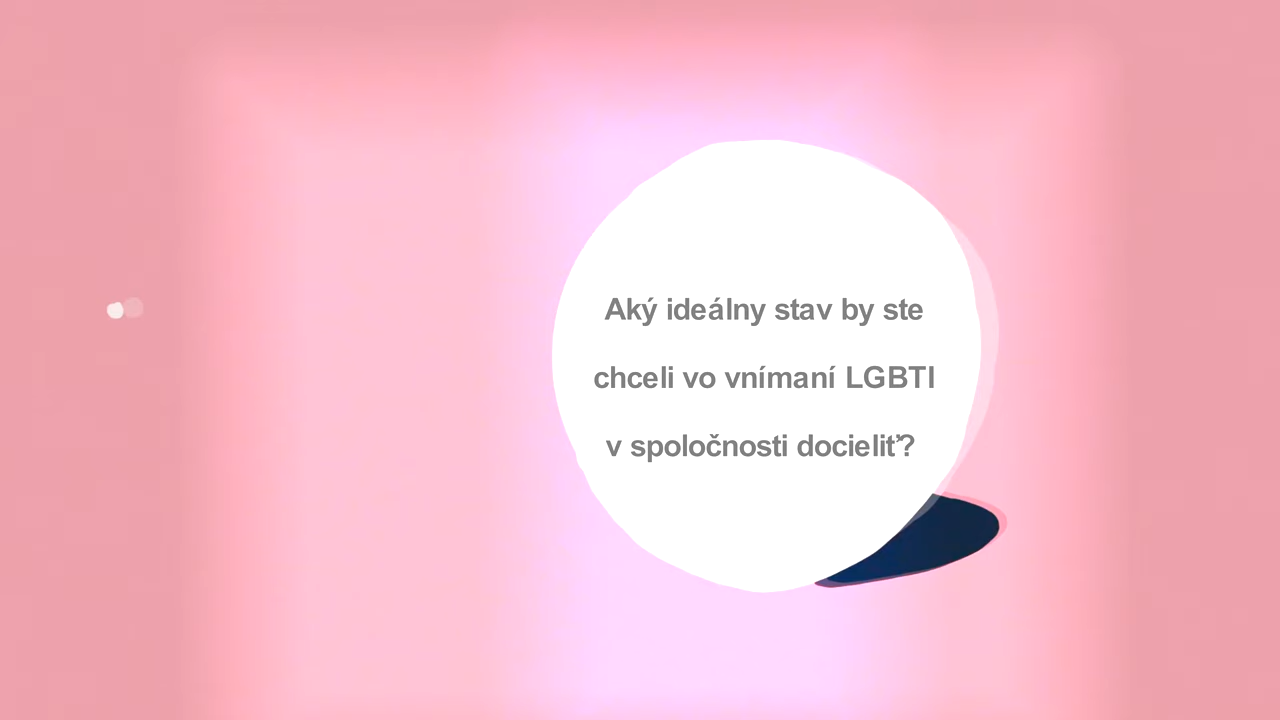 Aký ideálny stav by ste
chceli vo vnímaní LGBTI
v spoločnosti docieliť?